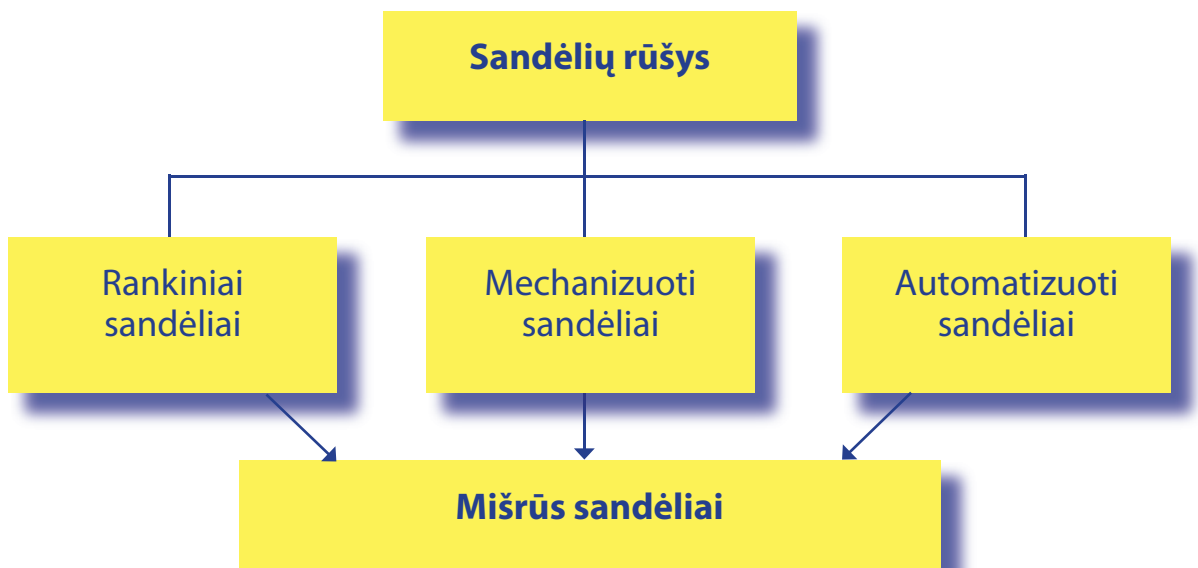 Sandėlių rūšys
Rankiniai
sandėliai
Mechanizuoti
sandėliai
Automatizuoti
sandėliai
Mišrūs sandėliai